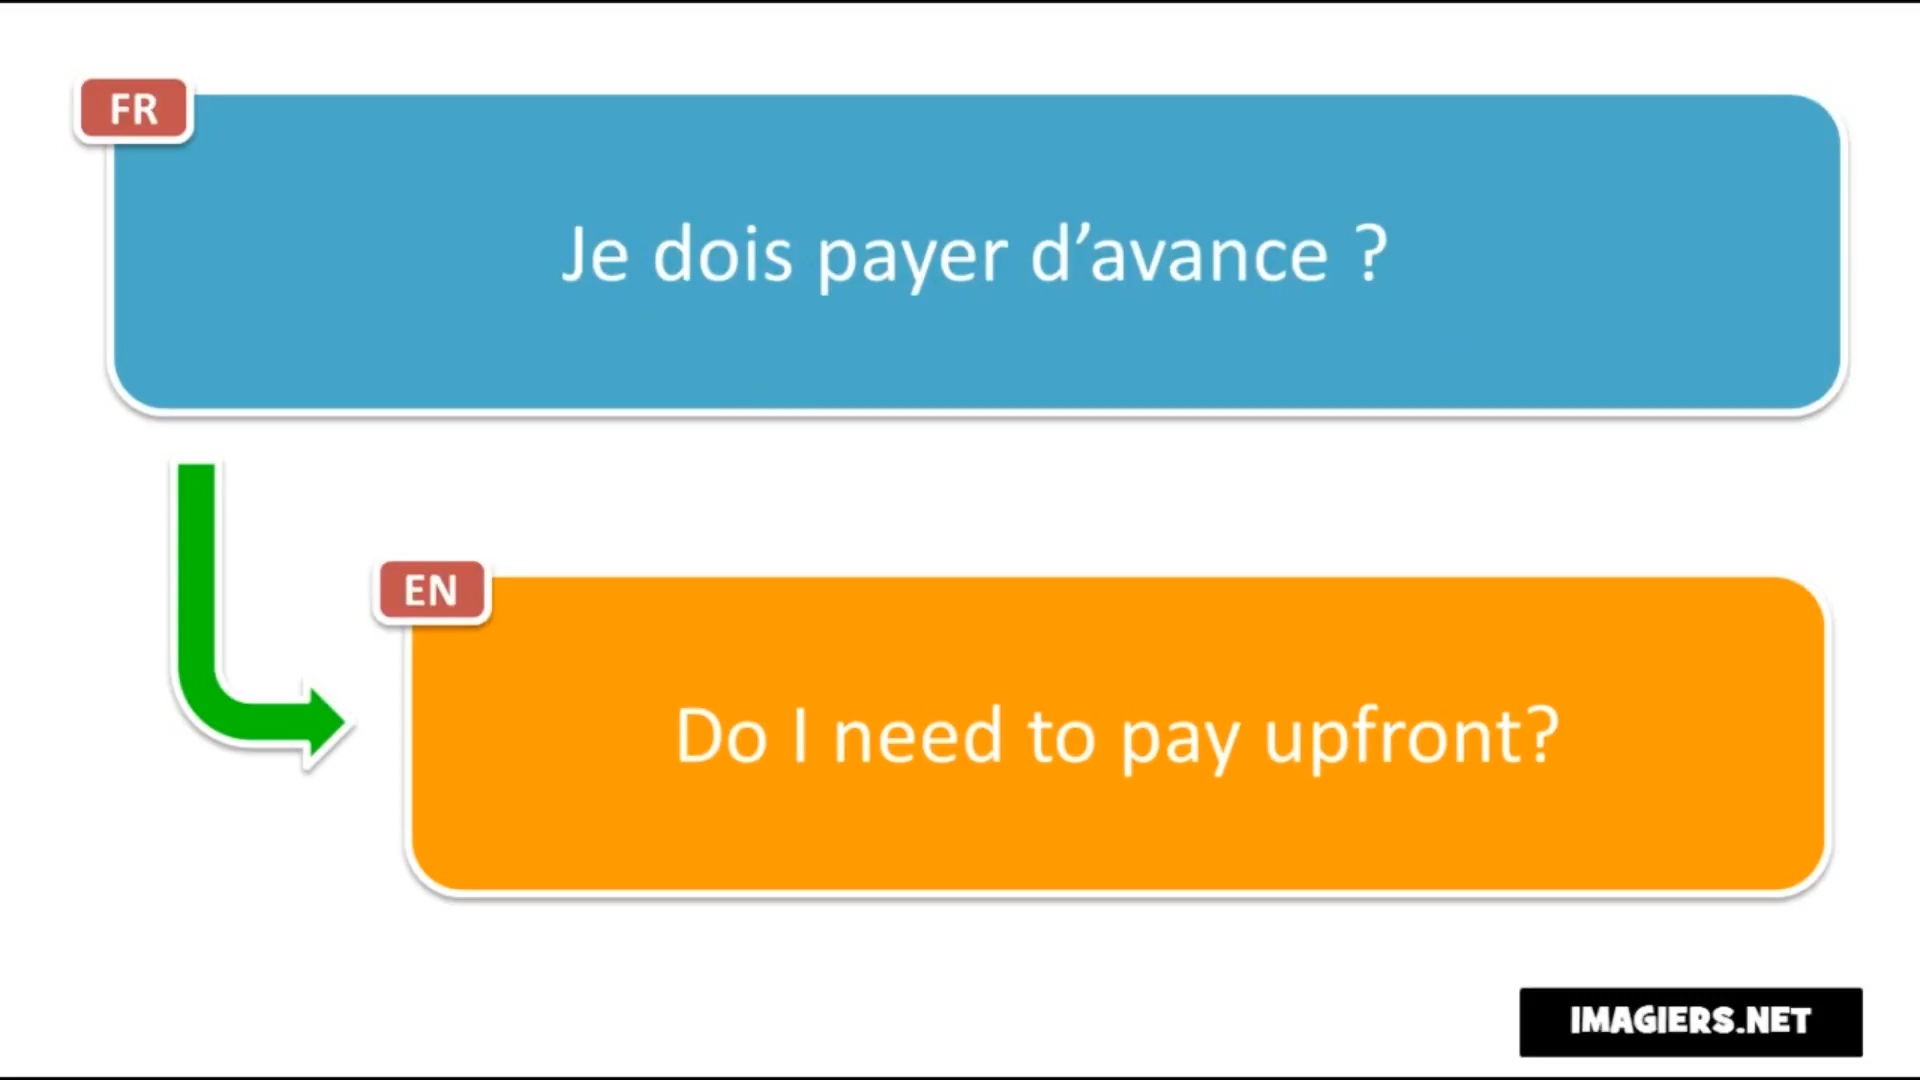 FR
Je dois payer d’avance ?
EN
Do I need to pay upfront?
IMAGIERS.NET